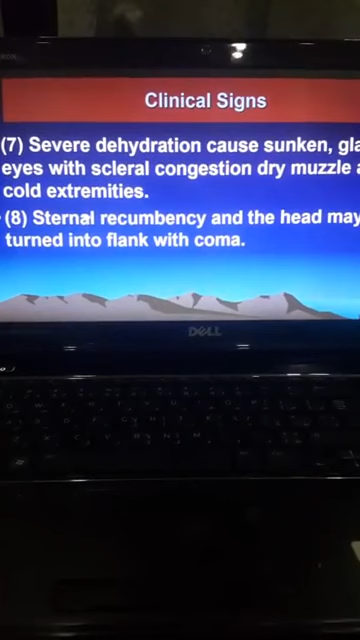 Clinical Signs
(7) Severe dehydration cause sunken,
eyes with scleral congestion dry muzzle
cold extremities.
(8) Sternal recumbency and the head may
turned into flank with coma.
DELL